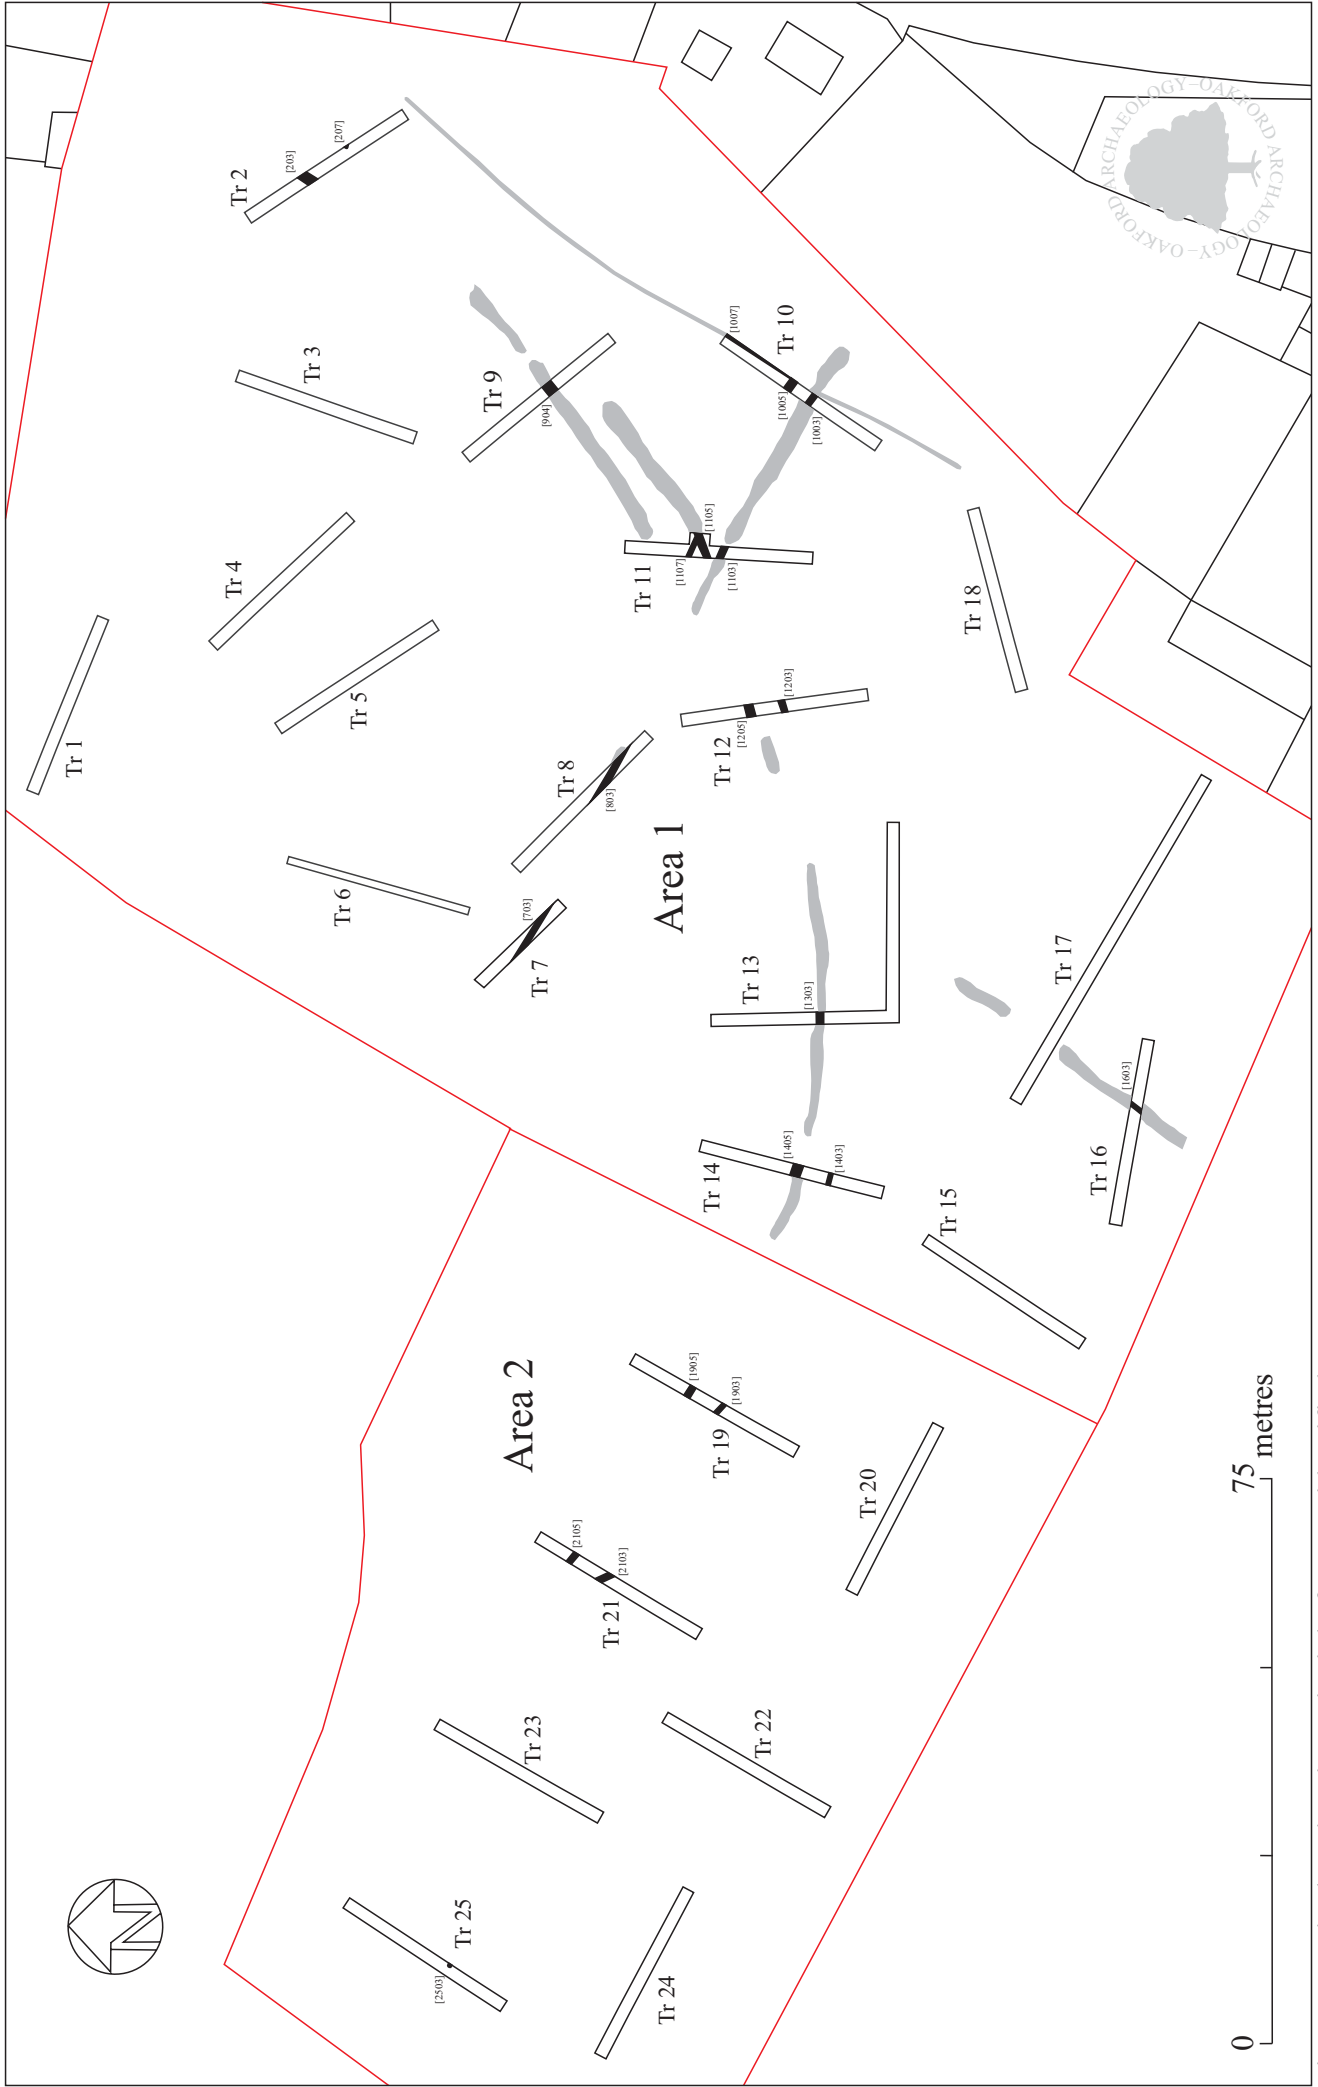 Tr 1
Tr 2
[203]
[207]
Tr 3
Tr 4
Tr 5
Tr 6
Tr 7
[703]
Tr 8
[803]
Tr 9
[904]
Tr 10
[1007]
[1005]
[1003]
Tr 11
[1105]
[1107]
[1103]
Tr 12
[1205]
[1203]
Area 1
Tr 13
[1303]
Tr 14
[1405]
[1403]
Tr 15
Tr 16
[1603]
Tr 17
Tr 18
Area 2
Tr 19
[1905]
[1903]
Tr 20
Tr 21
[2105]
[2103]
Tr 22
Tr 23
Tr 24
Tr 25
[2503]
N
0
75
metres
OAKFORD ARCHAEOLOGY–OAKFORD ARCHAEOLOGY–